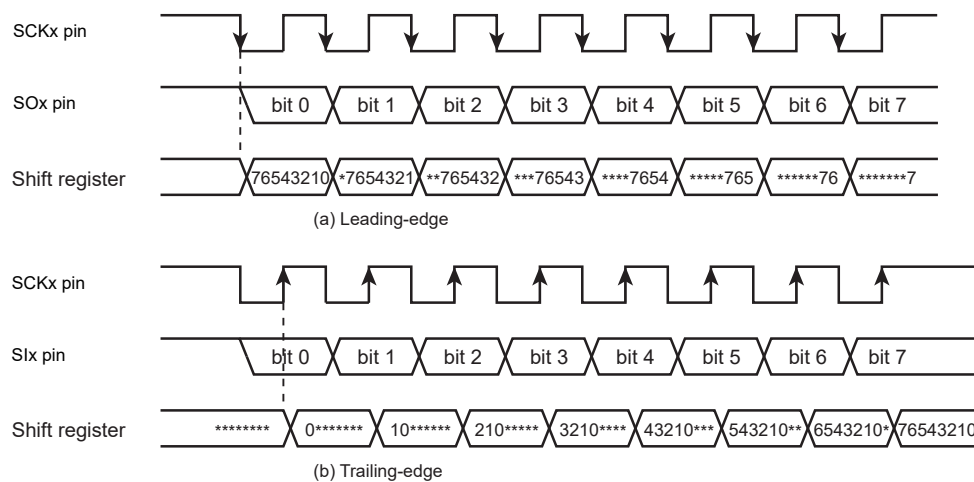 SCKx pin
SOx pin
bit 0 bit 1 bit 2 bit 3 bit 4 bit 5 bit 6 bit 7
Shift register
76543210 *7654321 **765432 ***76543 ****7654 *****765 ******76 *******7
(a) Leading-edge
SCKx pin
SIx pin
bit 0 bit 1 bit 2 bit 3 bit 4 bit 5 bit 6 bit 7
Shift register
******** 0******* 10****** 210***** 3210**** 43210*** 543210** 6543210* 76543210
(b) Trailing-edge